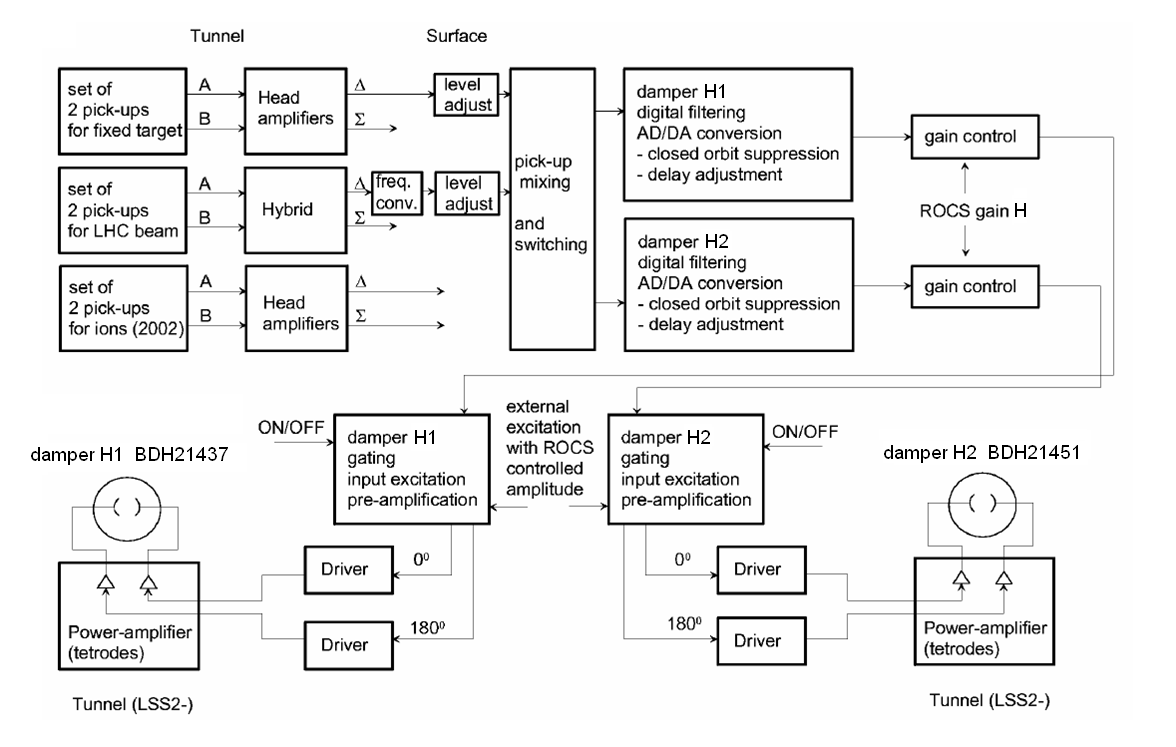 Tunnel
Surface
set of
2 pick-ups
for fixed target
A
B
Head
amplifiers
Δ
Σ
level
adjust
set of
2 pick-ups
for LHC beam
A
B
Hybrid
Δ
Σ
freq.
conv.
level
adjust
set of
2 pick-ups
for ions (2002)
A
B
Head
amplifiers
Δ
Σ
pick-up
mixing
and
switching
damper H1
digital filtering
AD/DA conversion
- closed orbit suppression
- delay adjustment
damper H2
digital filtering
AD/DA conversion
- closed orbit suppression
- delay adjustment
gain control
ROCS gain H
gain control
ON/OFF
damper H1
gating
input excitation
pre-amplification
external
excitation
with ROCS
controlled
amplitude
damper H2
gating
input excitation
pre-amplification
ON/OFF
damper H1 BDH21437
Power-amplifier
(tetrodes)
Tunnel (LSS2-)
Driver
0⁰
Driver
180⁰
0⁰
Driver
180⁰
Driver
damper H2 BDH21451
Power-amplifier
(tetrodes)
Tunnel (LSS2-)